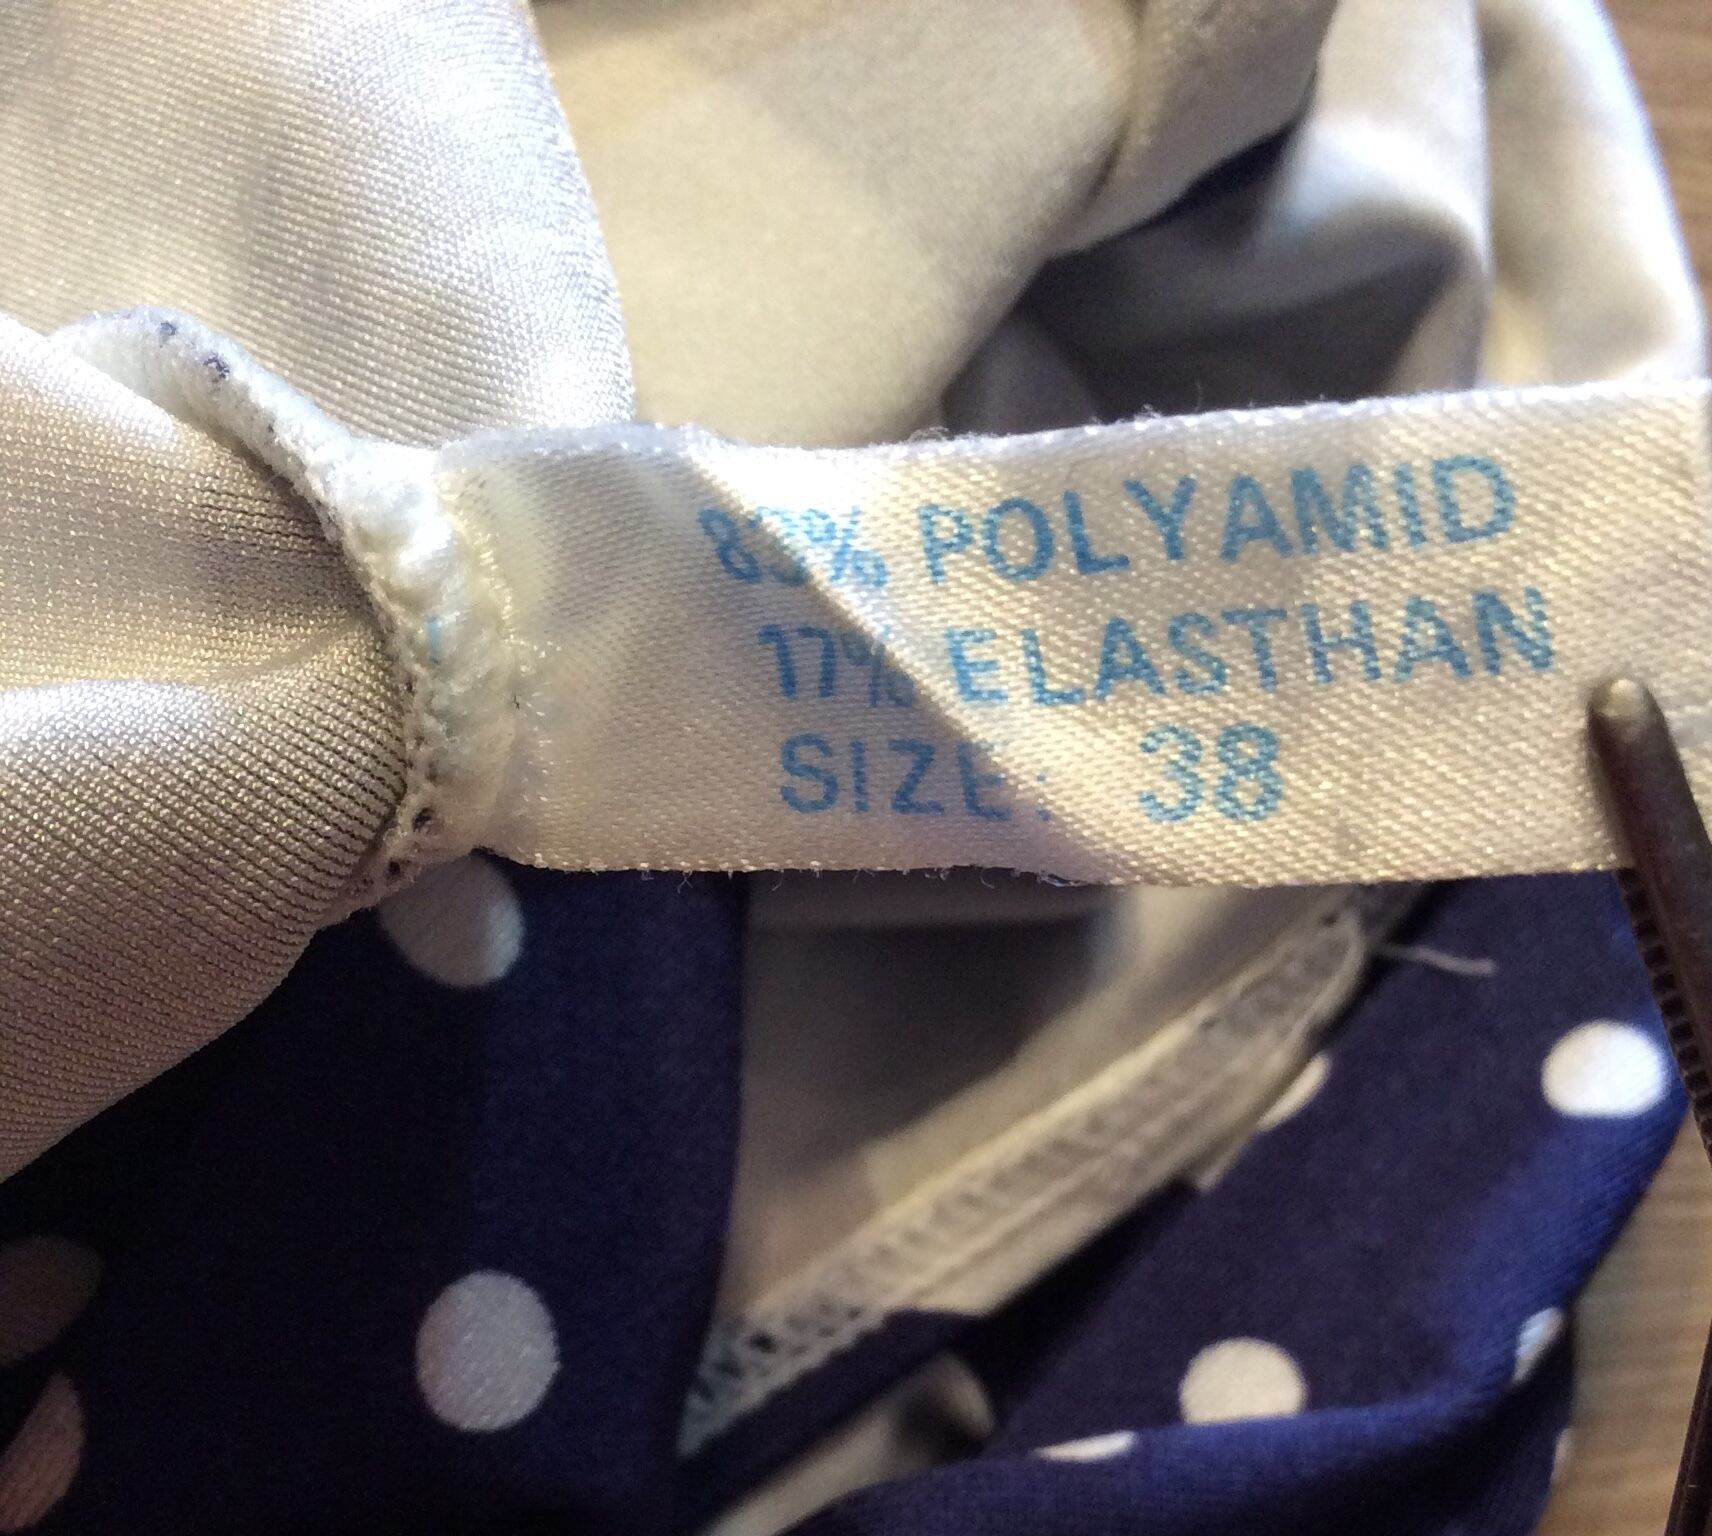 83% POLYAMID
17% ELASTHAN
SIZE: 38